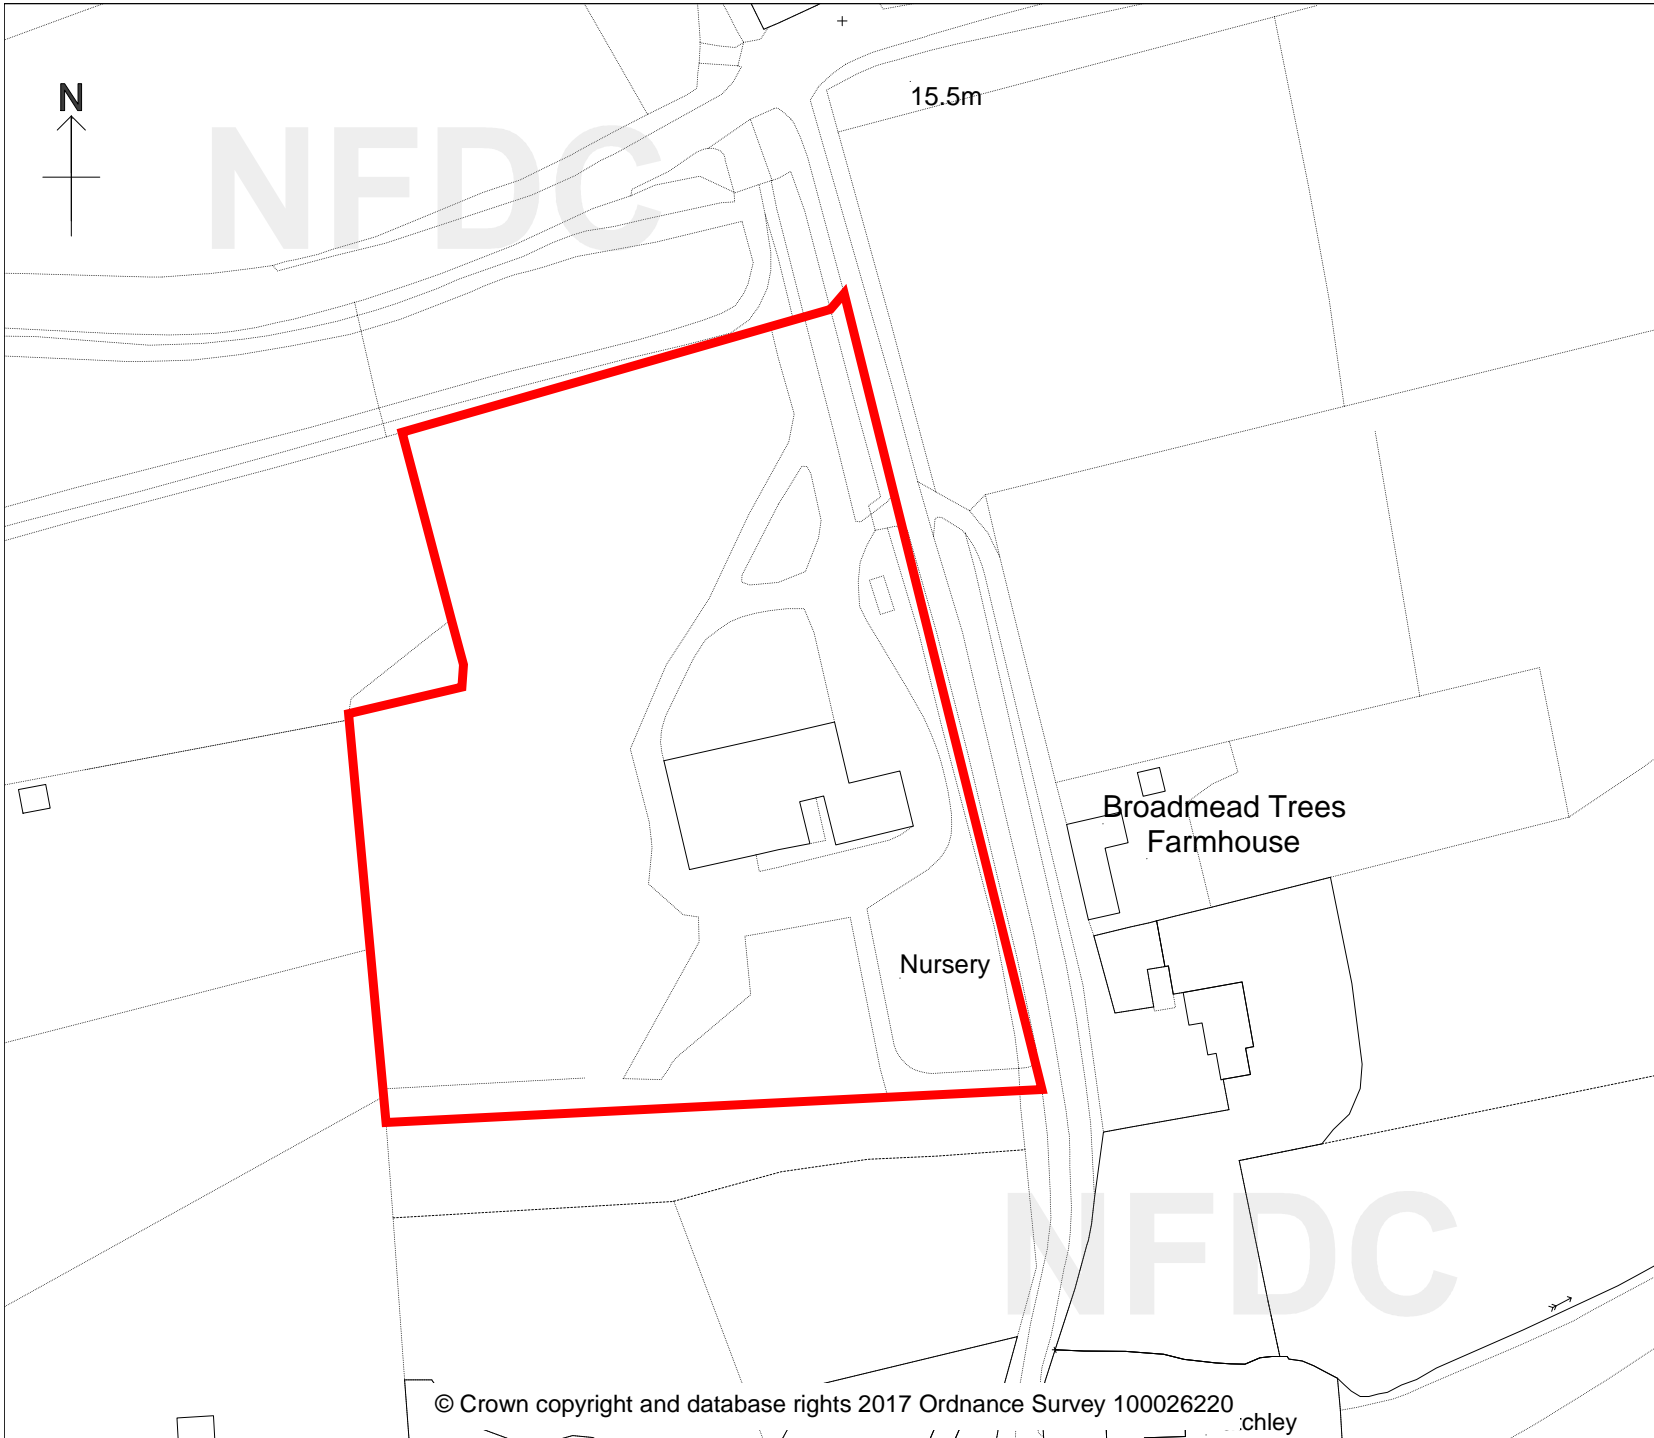 15.5m
N
NFDC
Broadmead Trees
Farmhouse
Nursery
NFDC
© Crown copyright and database rights 2017 Ordnance Survey 100026220